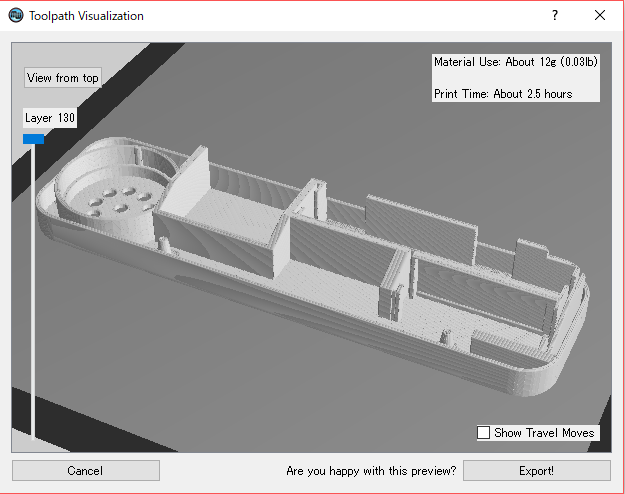 Toolpath Visualization
?
View from top
Material Use: About 12g (0.03lb)
Print Time: About 2.5 hours
Layer 130
Show Travel Moves
Cancel
Are you happy with this preview?
Export!